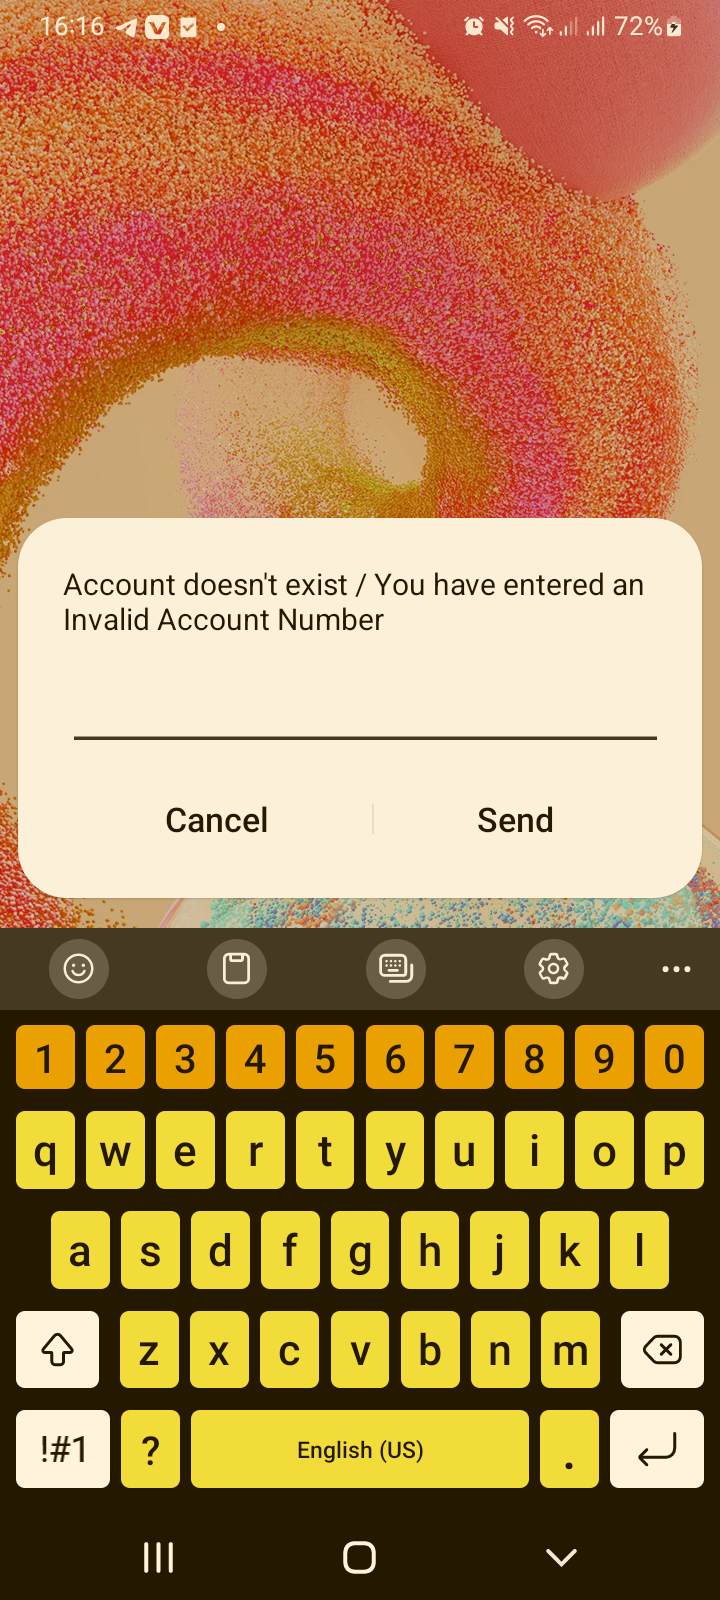 16:16 72%
Account doesn't exist / You have entered an
Invalid Account Number
Cancel Send
1 2 3 4 5 6 7 8 9 0
q w e r t y u i o p
a s d f g h j k l
z x c v b n m
!#1 ? English (US) .